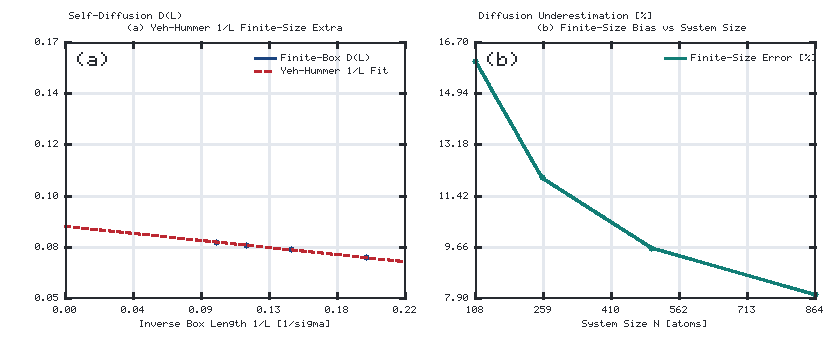 Self-Diffusion D(L)
(a) Yeh-Hummer 1/L Finite-Size Extra
(a)
Finite-Box D(L)
Yeh-Hummer 1/L Fit
0.17
0.14
0.12
0.10
0.08
0.05
0.00 0.04 0.09 0.13 0.18 0.22
Inverse Box Length 1/L [1/sigma]
Diffusion Underestimation [%]
(b) Finite-Size Bias vs System Size
(b)
Finite-Size Error [%]
16.70
14.94
13.18
11.42
9.66
7.90
108 259 410 562 713 864
System Size N [atoms]